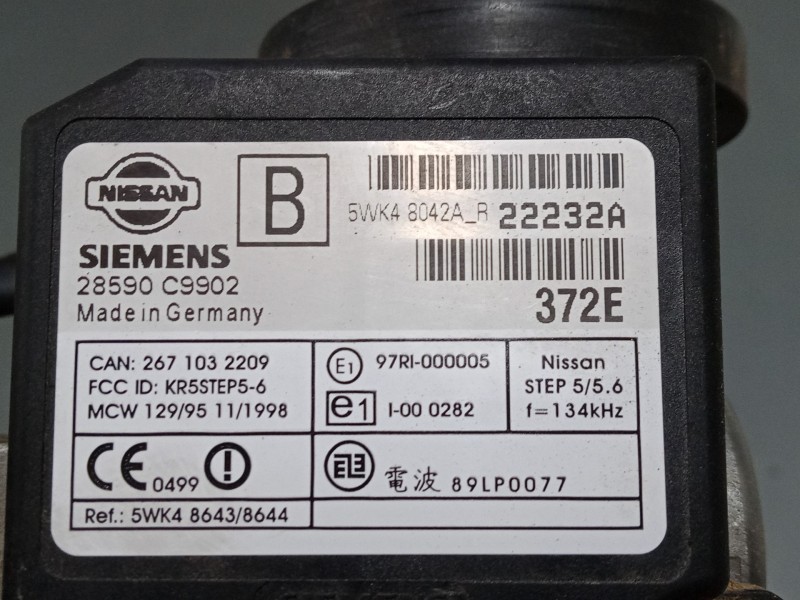 NISSAN
B
5WK4 8042A_R 22232A
SIEMENS
28590 C9902
Made in Germany
372E
CAN: 267 103 2209
FCC ID: KR5STEP5-6
MCW 129/95 11/1998
E1 97RI-000005
e1 I-00 0282
Nissan
STEP 5/5.6
f=134kHz
CE 0499
電波 89LP0077
Ref.: 5WK4 8643/8644